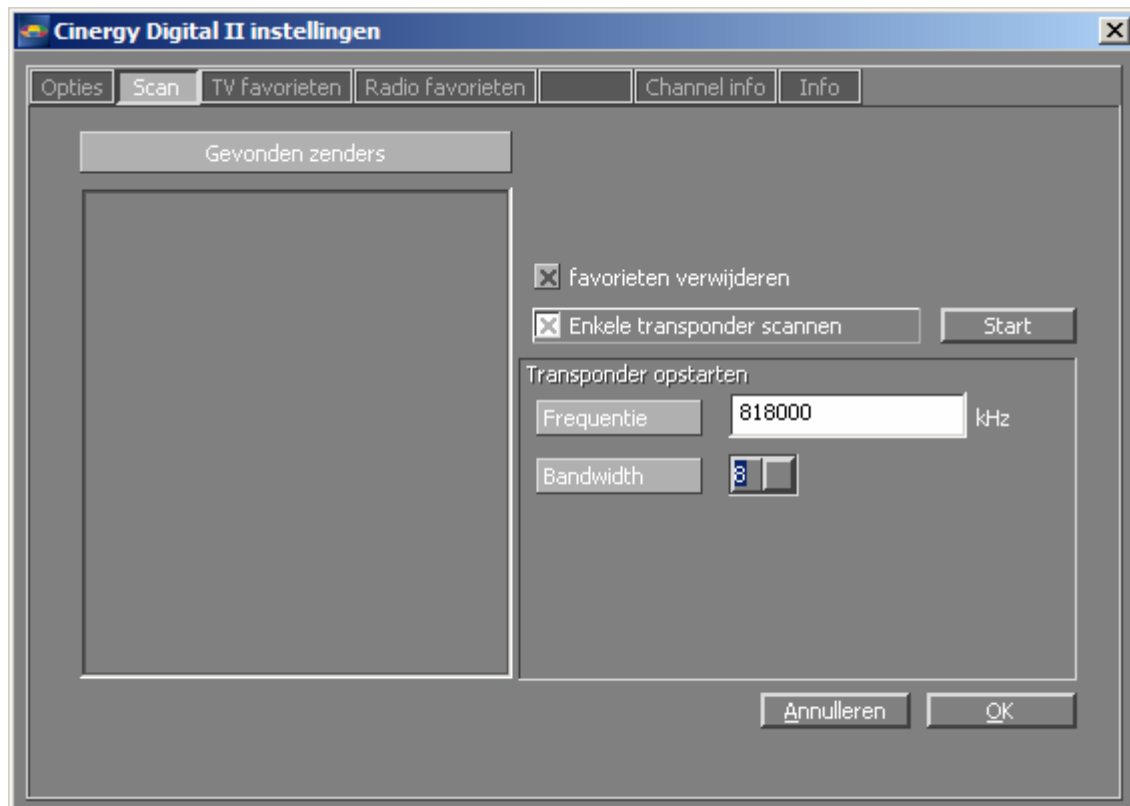 Cinergy Digital II instellingen
Opties Scan TV favorieten Radio favorieten Channel info Info
Gevonden zenders
favorieten verwijderen
Enkele transponder scannen Start
Transponder opstarten
Frequentie 818000 kHz
Bandwidth 8
Annulleren OK